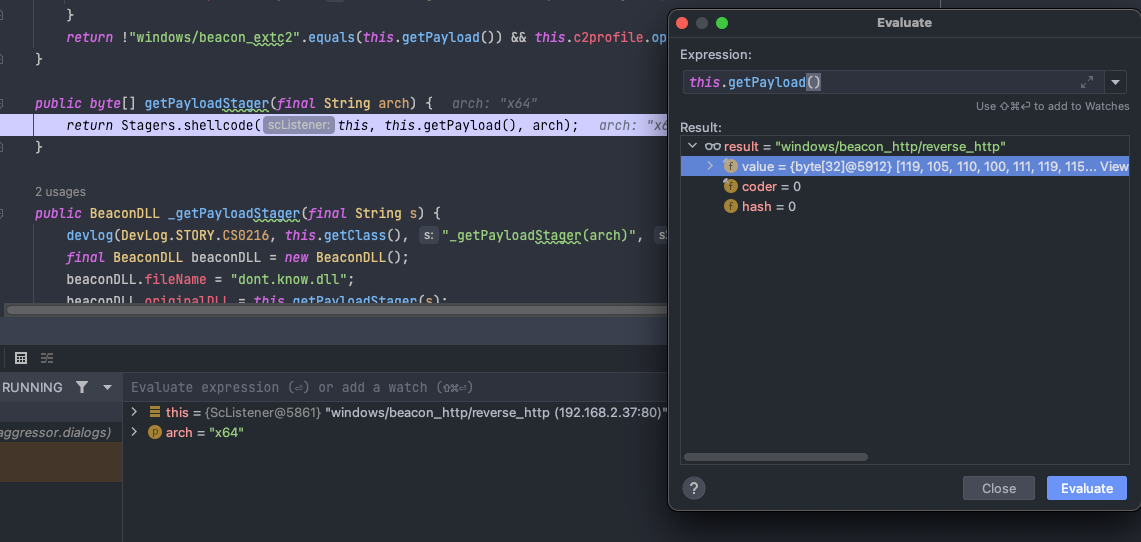 }
return !"windows/beacon_extc2".equals(this.getPayload()) && this.c2profile.op
}
public byte[] getPayloadStager(final String arch) { arch: "x64"
return Stagers.shellcode( scListener: this, this.getPayload(), arch); arch: "x6
}
2 usages
public BeaconDLL _getPayloadStager(final String s) {
devlog(DevLog.STORY.CS0216, this.getClass(), s: "_getPayloadStager(arch)",
final BeaconDLL beaconDLL = new BeaconDLL();
beaconDLL.fileName = "dont.know.dll";
beaconDLL.originalDLL = this.getPayloadStager(s);
RUNNING
Evaluate expression (⏎) or add a watch (⇧⌘⏎)
this = {ScListener@5861} "windows/beacon_http/reverse_http (192.168.2.37:80)"
aggressor.dialogs)
arch = "x64"
Evaluate
Expression:
this.getPayload()
Use ⇧⌘⏎ to add to Watches
Result:
result = "windows/beacon_http/reverse_http"
value = {byte[32]@5912} [119, 105, 110, 100, 111, 119, 115... View
coder = 0
hash = 0
?
Close
Evaluate